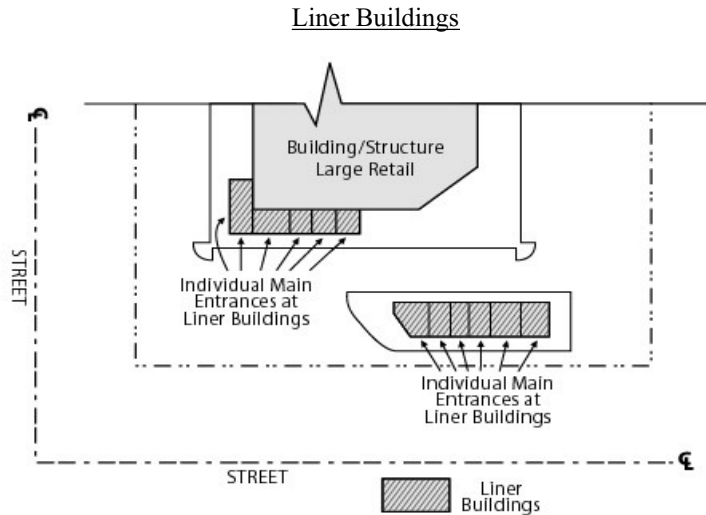 Liner Buildings
℄
Building/Structure
Large Retail
STREET
Individual Main
Entrances at
Liner Buildings
Individual Main
Entrances at
Liner Buildings
℄
STREET
Liner
Buildings